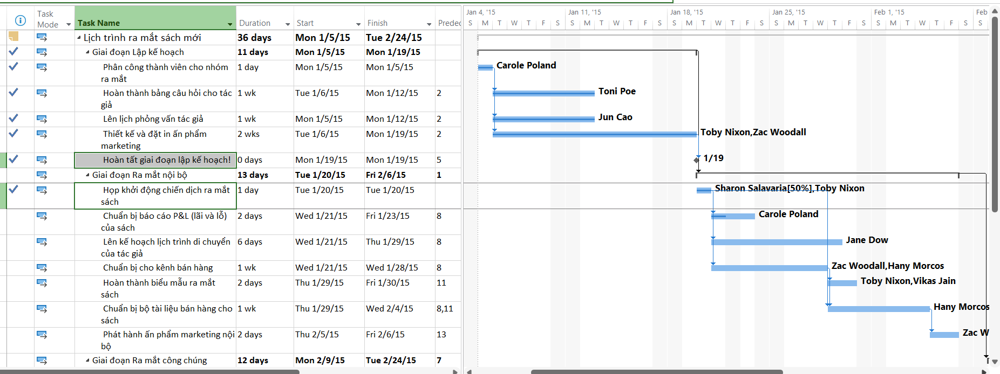 Task Mode
Task Name
Duration
Start
Finish
Predec
Jan 4, '15
Jan 11, '15
Jan 18, '15
Jan 25, '15
Feb 1, '15
Feb
S M T W T F S S M T W T F S S M T W T F S S M T W T F S S M T W T F S S
Lịch trình ra mắt sách mới 36 days Mon 1/5/15 Tue 2/24/15
Giai đoạn Lập kế hoạch 11 days Mon 1/5/15 Mon 1/19/15
Phân công thành viên cho nhóm 1 day Mon 1/5/15 Mon 1/5/15 Carole Poland
ra mắt
Hoàn thành bảng câu hỏi cho tác 1 wk Tue 1/6/15 Mon 1/12/15 2 Toni Poe
giả
Lên lịch phỏng vấn tác giả 1 wk Mon 1/5/15 Mon 1/12/15 2 Jun Cao
Thiết kế và đặt in ấn phẩm 2 wks Tue 1/6/15 Mon 1/19/15 2 Toby Nixon,Zac Woodall
marketing
Hoàn tất giai đoạn lập kế hoạch! 0 days Mon 1/19/15 Mon 1/19/15 5 1/19
Giai đoạn Ra mắt nội bộ 13 days Tue 1/20/15 Fri 2/6/15 1
Họp khởi động chiến dịch ra mắt 1 day Tue 1/20/15 Tue 1/20/15 Sharon Salavaria[50%],Toby Nixon
sách
Chuẩn bị báo cáo P&L (lãi và lỗ) 2 days Wed 1/21/15 Fri 1/23/15 8 Carole Poland
của sách
Lên kế hoạch lịch trình di chuyển 6 days Wed 1/21/15 Thu 1/29/15 8 Jane Dow
của tác giả
Chuẩn bị cho kênh bán hàng 1 wk Wed 1/21/15 Wed 1/28/15 8 Zac Woodall,Hany Morcos
Hoàn thành biểu mẫu ra mắt 2 days Thu 1/29/15 Fri 1/30/15 11 Toby Nixon,Vikas Jain
sách
Chuẩn bị bộ tài liệu bán hàng cho 1 wk Thu 1/29/15 Wed 2/4/15 8,11 Hany Morcos
sách
Phát hành ấn phẩm marketing nội 2 days Thu 2/5/15 Fri 2/6/15 13 Zac W
bộ
Giai đoạn Ra mắt công chúng 12 days Mon 2/9/15 Tue 2/24/15 7